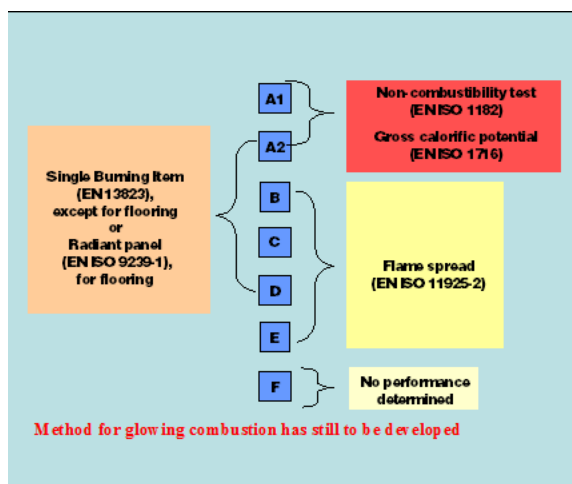 A1
Non-combustibility test
(EN ISO 1182)
A2
Gross calorific potential
(EN ISO 1716)
Single Burning Item
(EN 13823),
except for flooring
or
Radiant panel
(EN ISO 9239-1),
for flooring
B
C
D
E
Flame spread
(EN ISO 11925-2)
F
No performance
determined
Method for glowing combustion has still to be developed